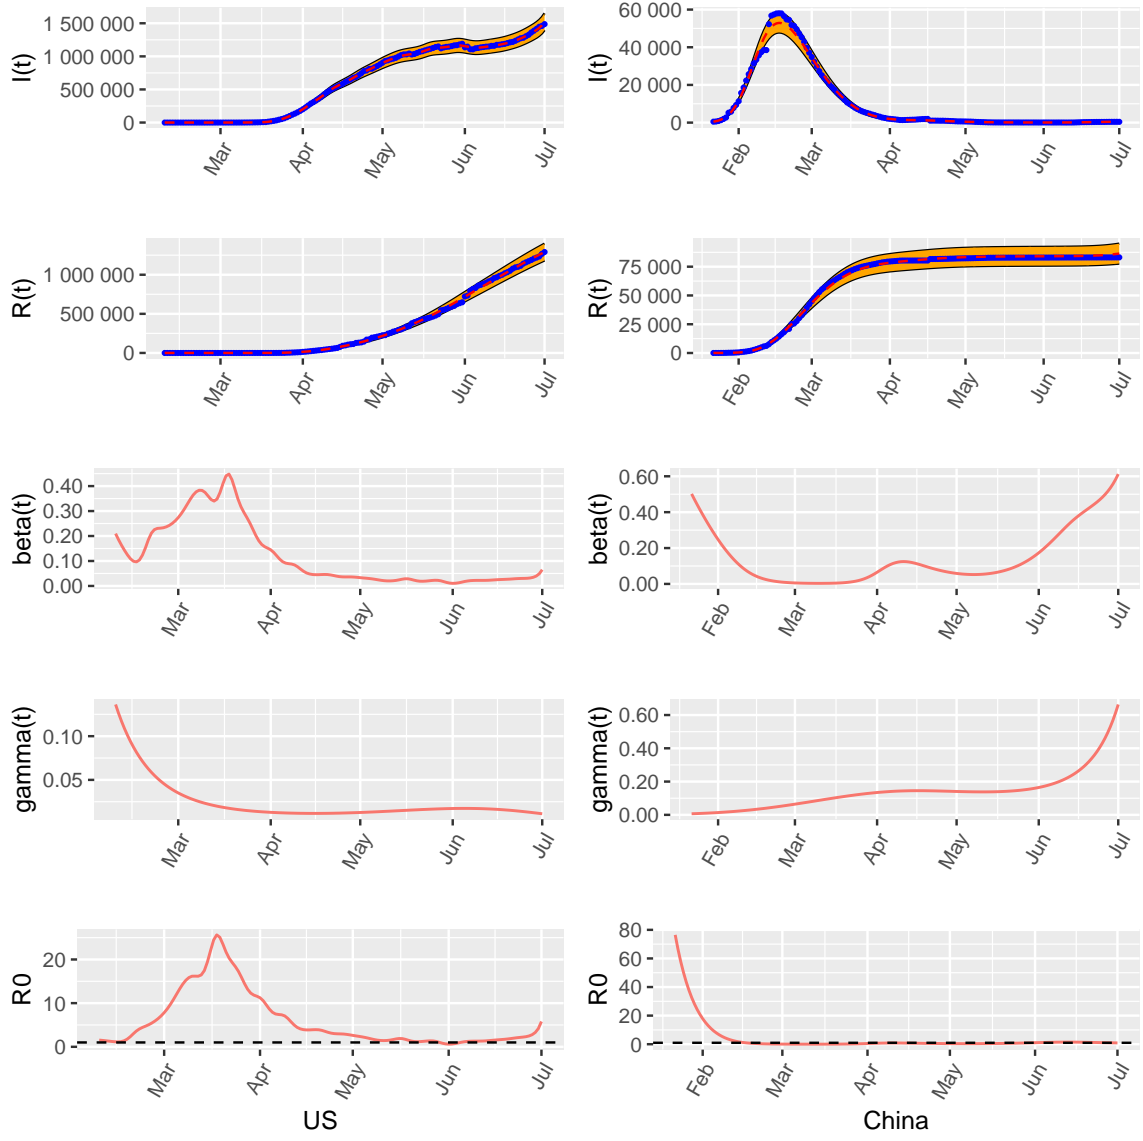 I(t)
1 500 000
1 000 000
500 000
0
Mar
Apr
May
Jun
Jul
I(t)
60 000
40 000
20 000
0
Feb
Mar
Apr
May
Jun
Jul
R(t)
1 000 000
500 000
0
Mar
Apr
May
Jun
Jul
R(t)
75 000
50 000
25 000
0
Feb
Mar
Apr
May
Jun
Jul
beta(t)
0.40
0.30
0.20
0.10
0.00
Mar
Apr
May
Jun
Jul
beta(t)
0.60
0.40
0.20
0.00
Feb
Mar
Apr
May
Jun
Jul
gamma(t)
0.10
0.05
Mar
Apr
May
Jun
Jul
gamma(t)
0.60
0.40
0.20
0.00
Feb
Mar
Apr
May
Jun
Jul
R0
20
10
0
Mar
Apr
May
Jun
Jul
US
R0
80
60
40
20
0
Feb
Mar
Apr
May
Jun
Jul
China